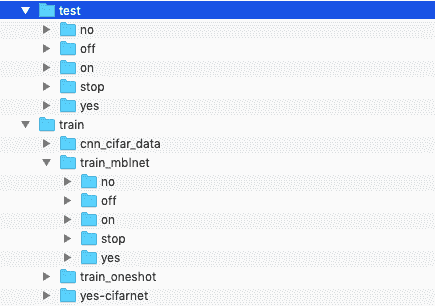 test
no
off
on
stop
yes
train
cnn_cifar_data
train_mblnet
no
off
on
stop
yes
train_oneshot
yes-cifarnet